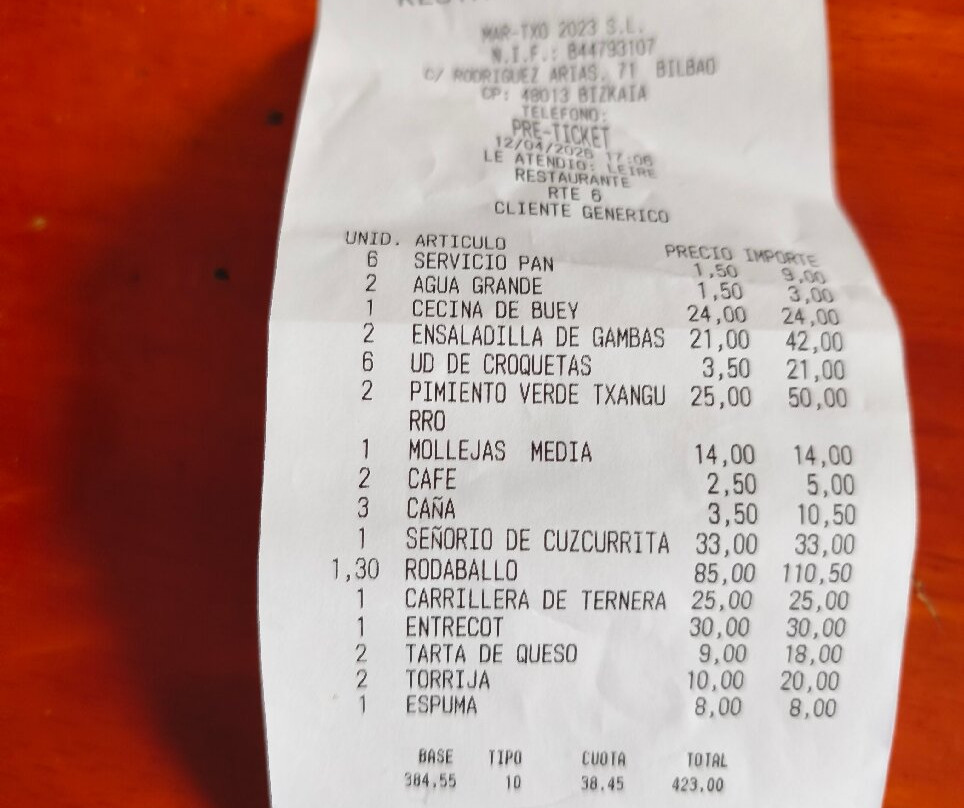 MAR-TXO 2023 S.L.
N.I.F.: B44793107
C/ RODRIGUEZ ARIAS, 71 BILBAO
CP: 48013 BIZKAIA
TELEFONO:
PRE-TICKET
12/04/2026 17:06
LE ATENDIO: LEIRE
RESTAURANTE
RTE 6
CLIENTE GENERICO
UNID. ARTICULO PRECIO IMPORTE
6 SERVICIO PAN 1,50 9,00
2 AGUA GRANDE 1,50 3,00
1 CECINA DE BUEY 24,00 24,00
2 ENSALADILLA DE GAMBAS 21,00 42,00
6 UD DE CROQUETAS 3,50 21,00
2 PIMIENTO VERDE TXANGU 25,00 50,00
RRO
1 MOLLEJAS MEDIA 14,00 14,00
2 CAFE 2,50 5,00
3 CAÑA 3,50 10,50
1 SEÑORIO DE CUZCURRITA 33,00 33,00
1,30 RODABALLO 85,00 110,50
1 CARRILLERA DE TERNERA 25,00 25,00
1 ENTRECOT 30,00 30,00
2 TARTA DE QUESO 9,00 18,00
2 TORRIJA 10,00 20,00
1 ESPUMA 8,00 8,00
BASE TIPO CUOTA TOTAL
384,55 10 38.45 423,00